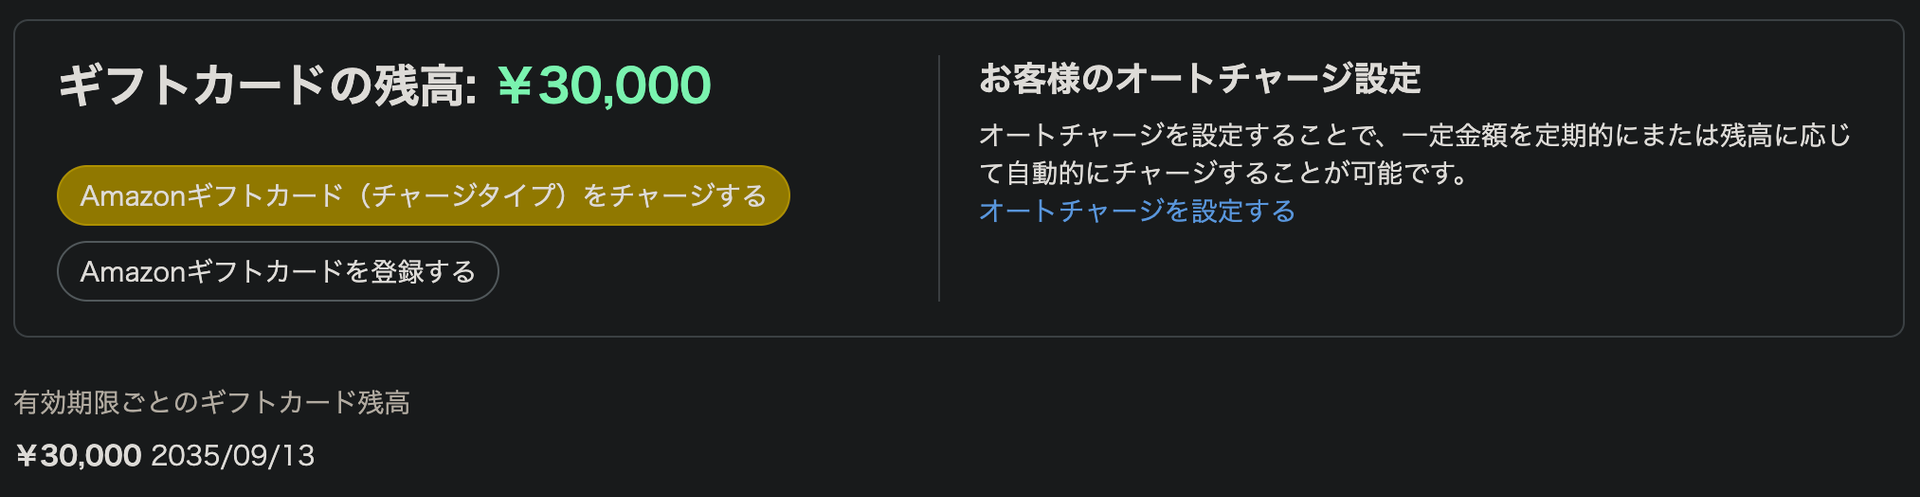 ギフトカードの残高: ￥30,000
Amazonギフトカード（チャージタイプ）をチャージする
Amazonギフトカードを登録する
お客様のオートチャージ設定
オートチャージを設定することで、一定金額を定期的にまたは残高に応じ
て自動的にチャージすることが可能です。
オートチャージを設定する
有効期限ごとのギフトカード残高
￥30,000 2035/09/13